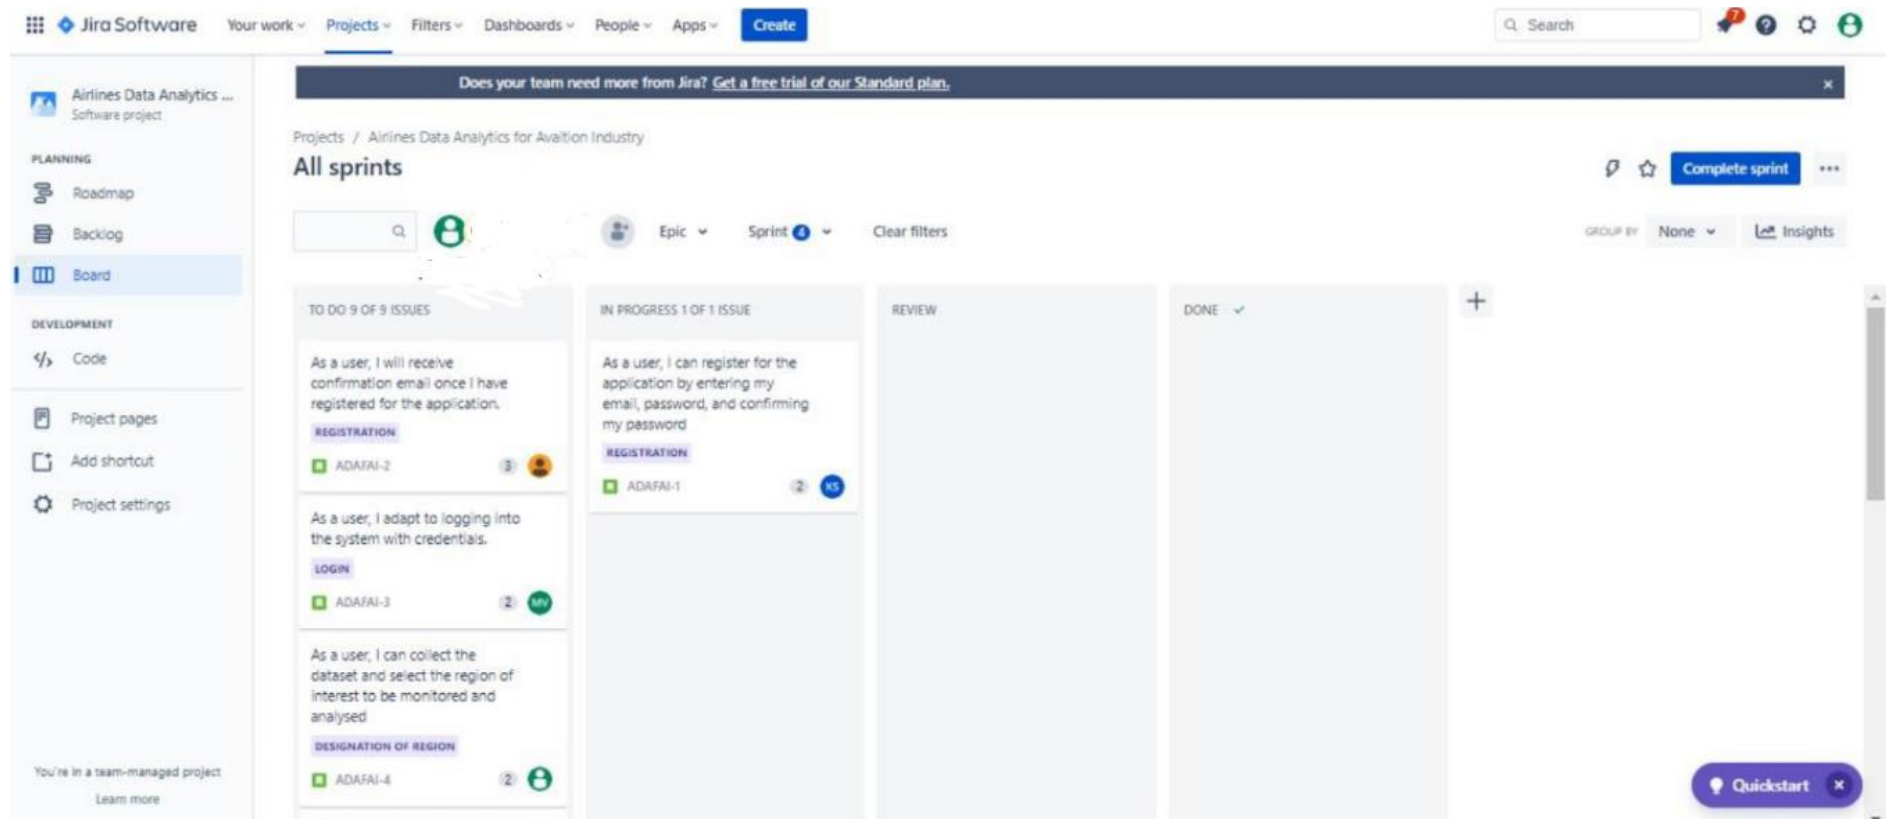 Jira Software Your work Projects Filters Dashboards People Apps Create Search 7
Airlines Data Analytics ...
Software project
PLANNING
Roadmap
Backlog
Board
DEVELOPMENT
Code
Project pages
Add shortcut
Project settings
You're in a team-managed project
Learn more
Does your team need more from Jira? Get a free trial of our Standard plan.
Projects / Airlines Data Analytics for Avaition Industry
All sprints
Complete sprint
Epic Sprint 4 Clear filters GROUP BY None Insights
TO DO 9 OF 9 ISSUES
As a user, I will receive
confirmation email once I have
registered for the application.
REGISTRATION
ADAFAI-2 3
As a user, I adapt to logging into
the system with credentials.
LOGIN
ADAFAI-3 2 MV
As a user, I can collect the
dataset and select the region of
interest to be monitored and
analysed
DESIGNATION OF REGION
ADAFAI-4 2
IN PROGRESS 1 OF 1 ISSUE
As a user, I can register for the
application by entering my
email, password, and confirming
my password
REGISTRATION
ADAFAI-1 2 KS
REVIEW
DONE
Quickstart